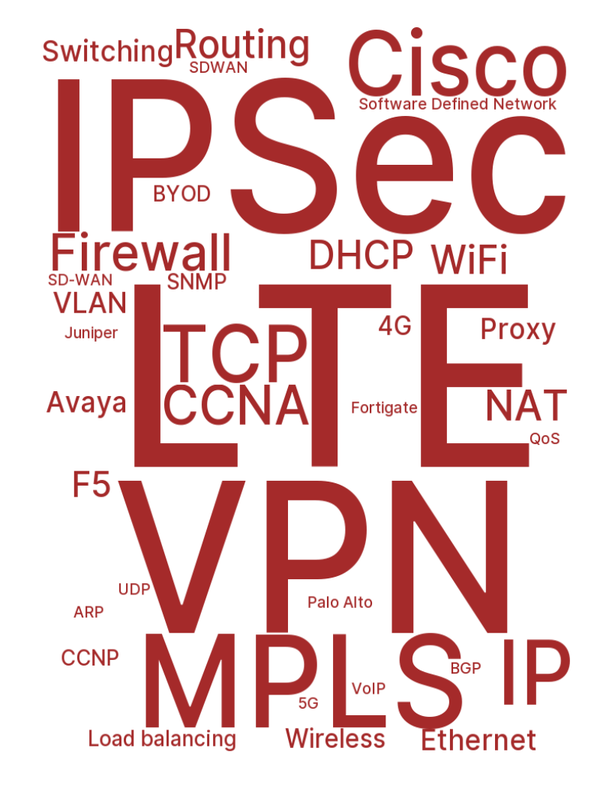 Switching
Routing
SDWAN
Cisco
Software Defined Network
IPSec
BYOD
Firewall
DHCP
WiFi
SD-WAN
SNMP
VLAN
LTE
Juniper
TCP
4G
Proxy
Avaya
CCNA
Fortigate
NAT
QoS
F5
VPN
UDP
Palo Alto
ARP
CCNP
MPLS
BGP
IP
5G
VoIP
Load balancing
Wireless
Ethernet